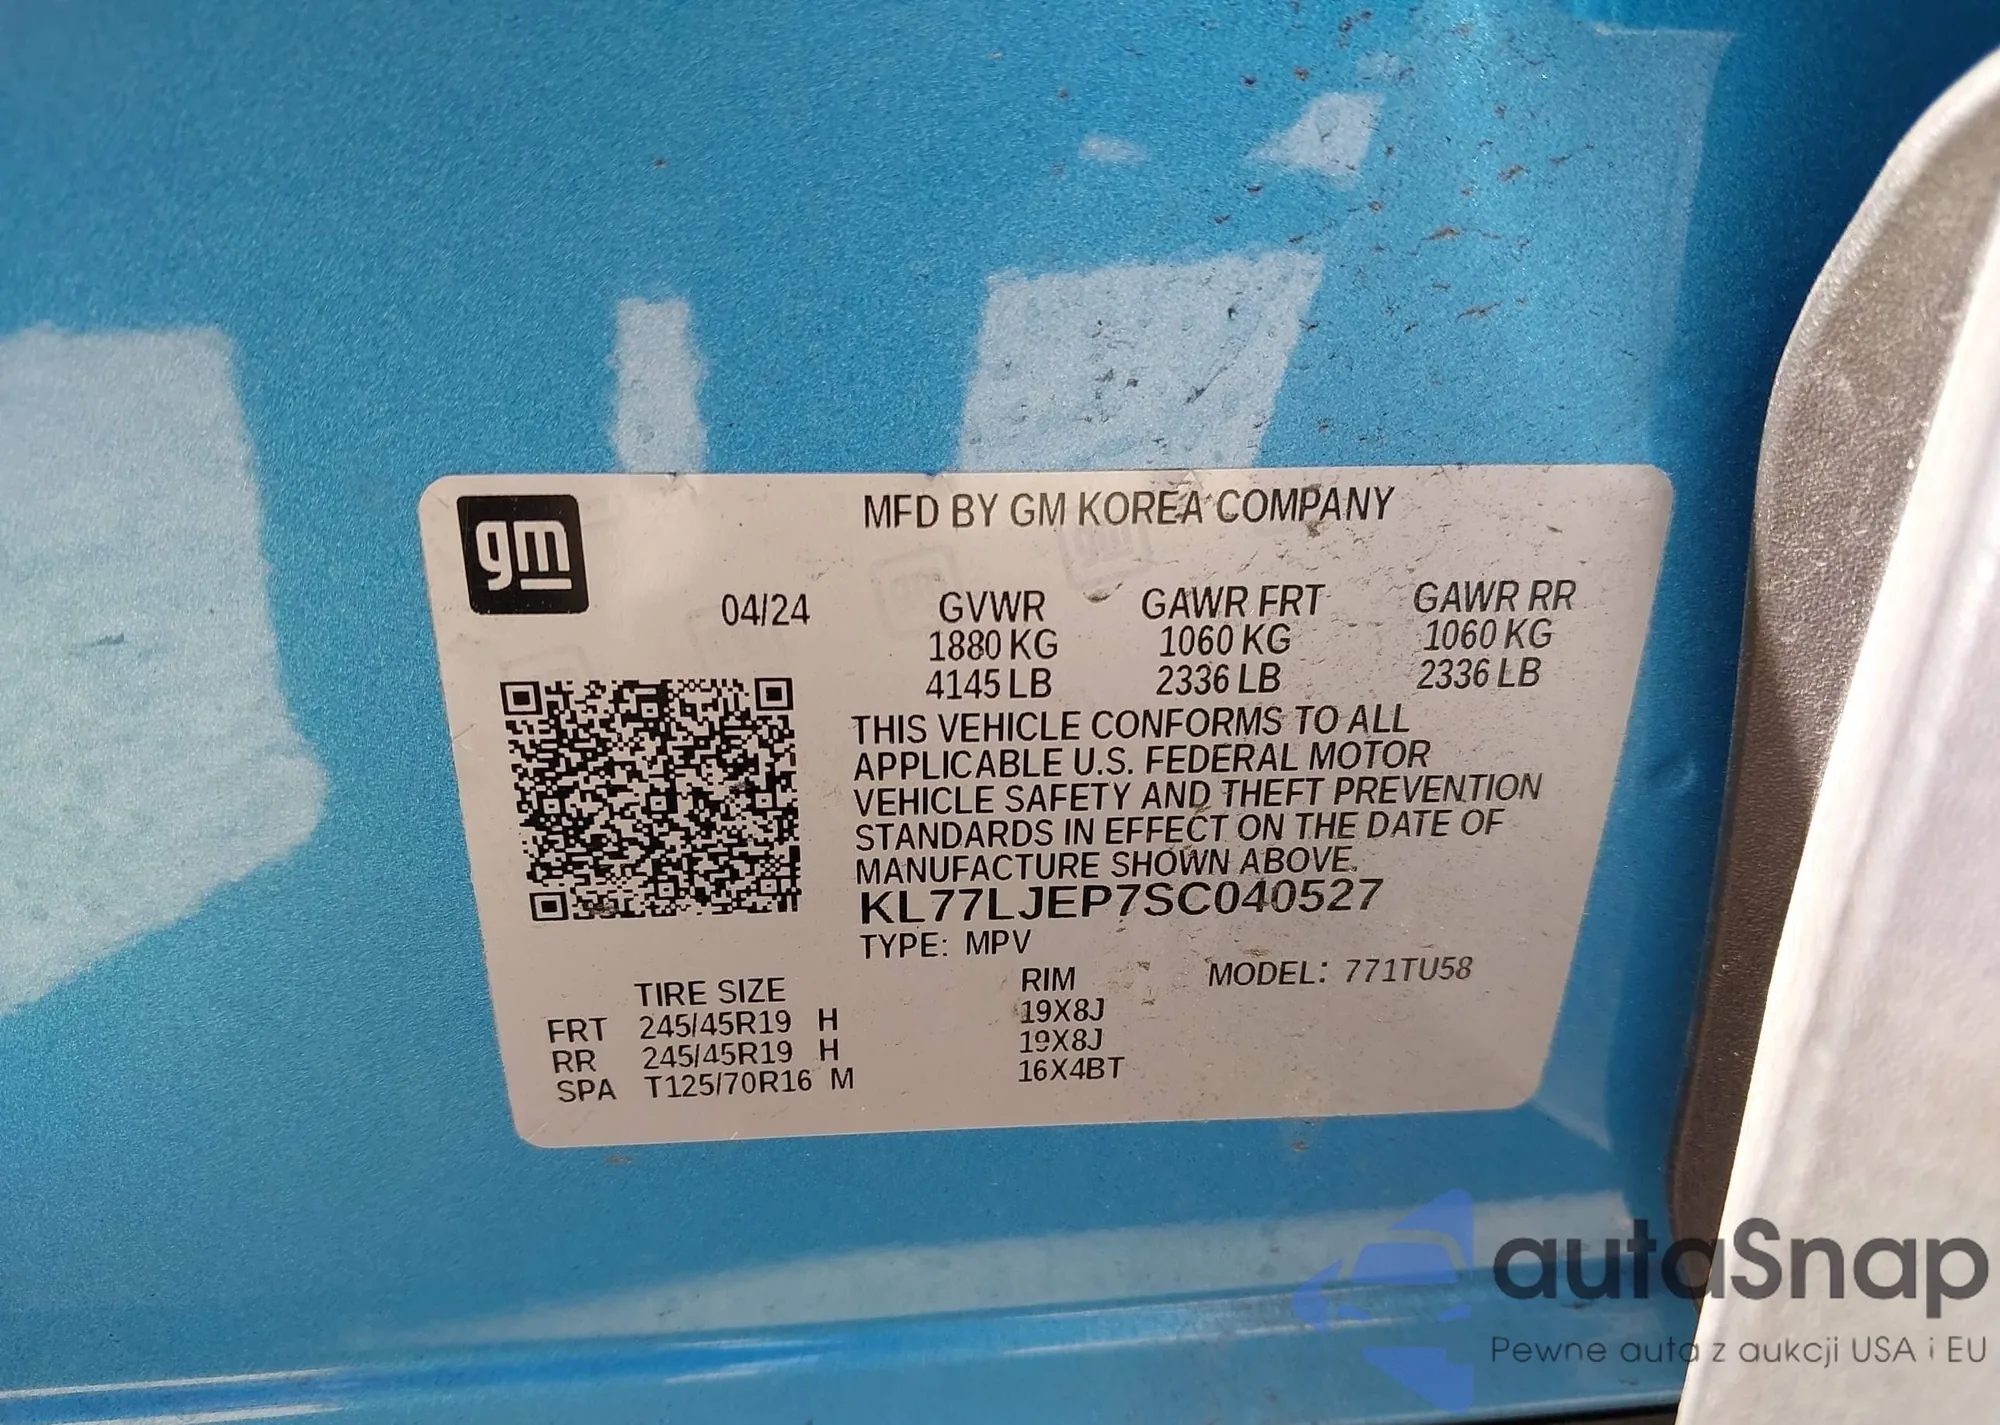 gm
MFD BY GM KOREA COMPANY
04/24 GVWR GAWR FRT GAWR RR
1880 KG 1060 KG 1060 KG
4145 LB 2336 LB 2336 LB
THIS VEHICLE CONFORMS TO ALL
APPLICABLE U.S. FEDERAL MOTOR
VEHICLE SAFETY AND THEFT PREVENTION
STANDARDS IN EFFECT ON THE DATE OF
MANUFACTURE SHOWN ABOVE.
KL77LJEP7SC040527
TYPE: MPV
TIRE SIZE RIM MODEL: 771TU58
FRT 245/45R19 H 19X8J
RR 245/45R19 H 19X8J
SPA T125/70R16 M 16X4BT
autaSnap
Pewne auta z aukcji USA i EU